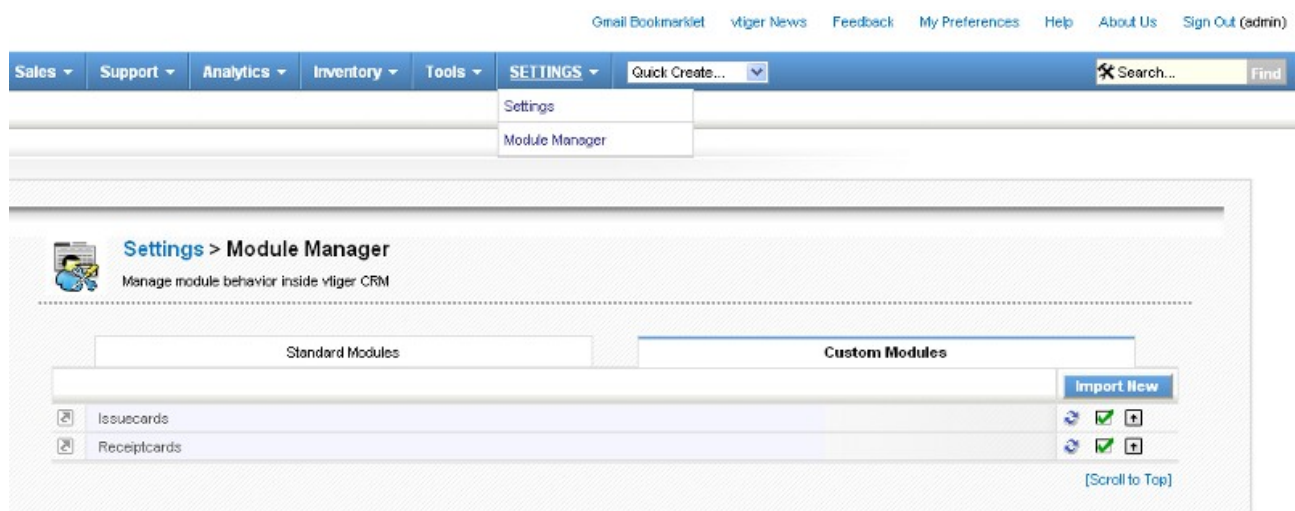 Gmail Bookmarklet vtiger News Feedback My Preferences Help About Us Sign Out (admin)
Sales Support Analytics Inventory Tools SETTINGS Quick Create... Search... Find
Settings
Module Manager
Settings > Module Manager
Manage module behavior inside vtiger CRM
Standard Modules Custom Modules
Import New
Issuecards
Receiptcards
[Scroll to Top]